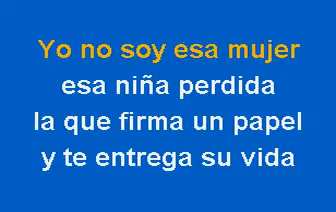 Yo no soy esa mujer
esa niña perdida
la que firma un papel
y te entrega su vida